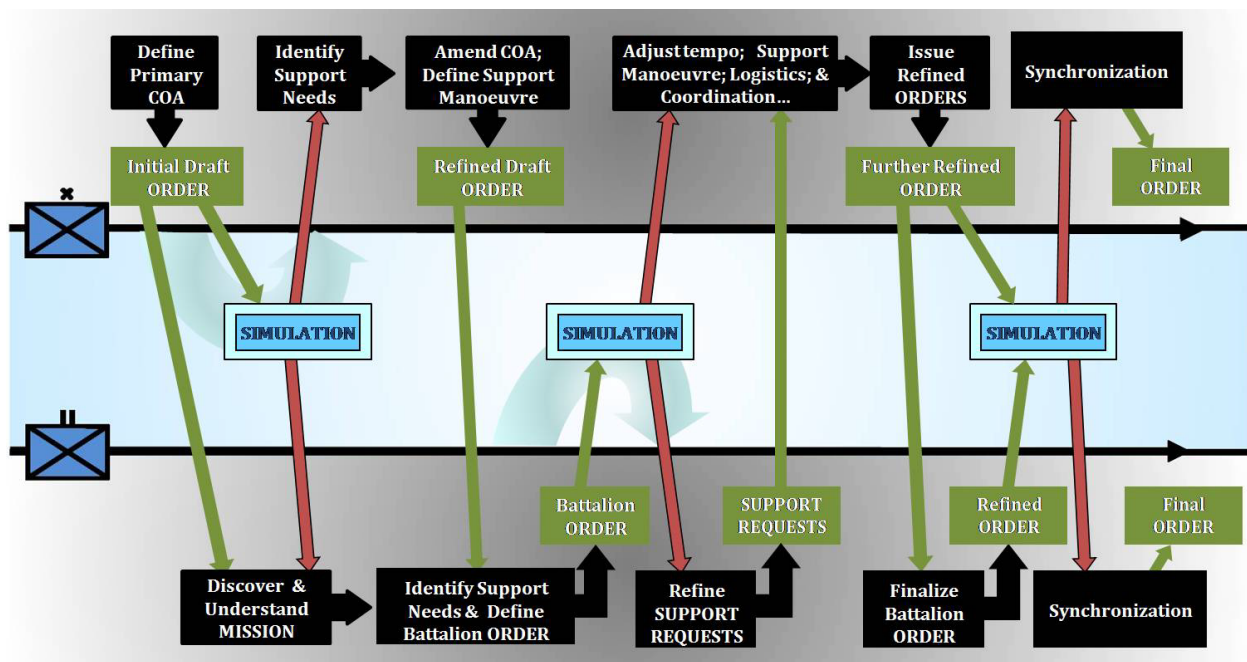 Define
Primary
COA
Identify
Support
Needs
Amend COA;
Define Support
Manoeuvre
Adjust tempo; Support
Manoeuvre; Logistics; &
Coordination...
Issue
Refined
ORDERS
Synchronization
Initial Draft
ORDER
Refined Draft
ORDER
Further Refined
ORDER
Final
ORDER
SIMULATION
SIMULATION
SIMULATION
Battalion
ORDER
SUPPORT
REQUESTS
Refined
ORDER
Final
ORDER
Discover &
Understand
MISSION
Identify Support
Needs & Define
Battalion ORDER
Refine
SUPPORT
REQUESTS
Finalize
Battalion
ORDER
Synchronization